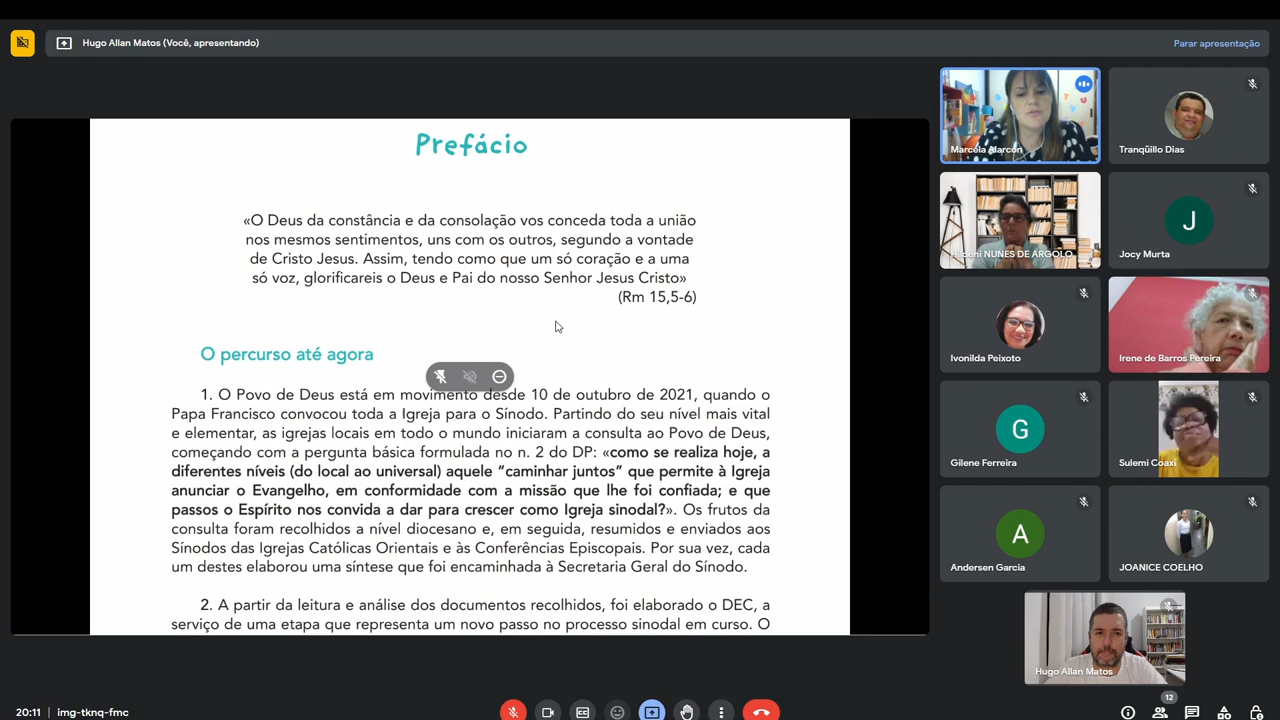 Hugo Allan Matos (Você, apresentando)
Parar apresentação
Prefácio
«O Deus da constância e da consolação vos conceda toda a união
nos mesmos sentimentos, uns com os outros, segundo a vontade
de Cristo Jesus. Assim, tendo como que um só coração e a uma
só voz, glorificareis o Deus e Pai do nosso Senhor Jesus Cristo»
(Rm 15,5-6)
O percurso até agora
1. O Povo de Deus está em movimento desde 10 de outubro de 2021, quando o
Papa Francisco convocou toda a Igreja para o Sínodo. Partindo do seu nível mais vital
e elementar, as igrejas locais em todo o mundo iniciaram a consulta ao Povo de Deus,
começando com a pergunta básica formulada no n. 2 do DP: «como se realiza hoje, a
diferentes níveis (do local ao universal) aquele “caminhar juntos” que permite à Igreja
anunciar o Evangelho, em conformidade com a missão que lhe foi confiada; e que
passos o Espírito nos convida a dar para crescer como Igreja sinodal?». Os frutos da
consulta foram recolhidos a nível diocesano e, em seguida, resumidos e enviados aos
Sínodos das Igrejas Católicas Orientais e às Conferências Episcopais. Por sua vez, cada
um destes elaborou uma síntese que foi encaminhada à Secretaria Geral do Sínodo.
2. A partir da leitura e análise dos documentos recolhidos, foi elaborado o DEC, a
serviço de uma etapa que representa um novo passo no processo sinodal em curso. O
Marcela Alarcón
Tranqüillo Dias
Hildeni NUNES DE ARGOLO
J
Jocy Murta
Ivonilda Peixoto
Irene de Barros Pereira
G
Gilene Ferreira
Sulemi Coaxi
A
Andersen Garcia
JOANICE COELHO
Hugo Allan Matos
20:11
img-tknq-fmc
12